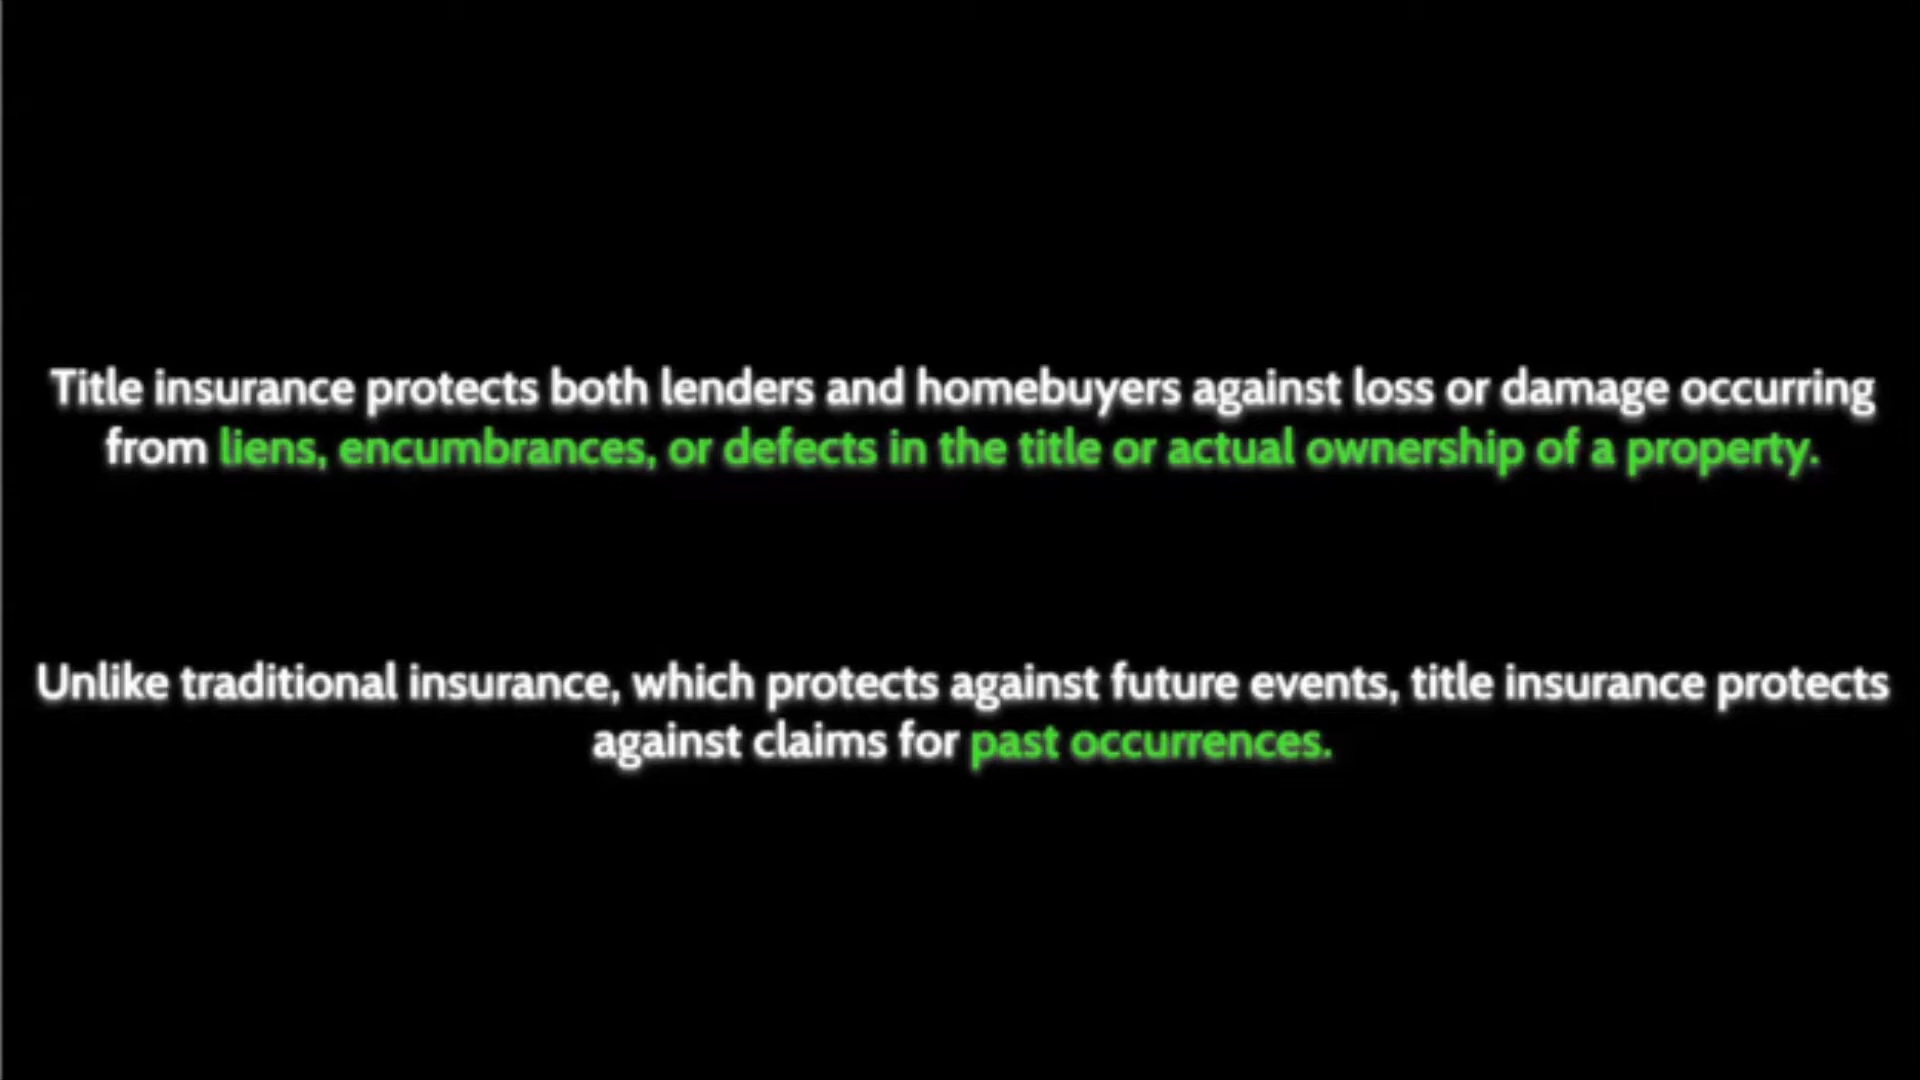 Title insurance protects both lenders and homebuyers against loss or damage occurring
from liens, encumbrances, or defects in the title or actual ownership of a property.
Unlike traditional insurance, which protects against future events, title insurance protects
against claims for past occurrences.